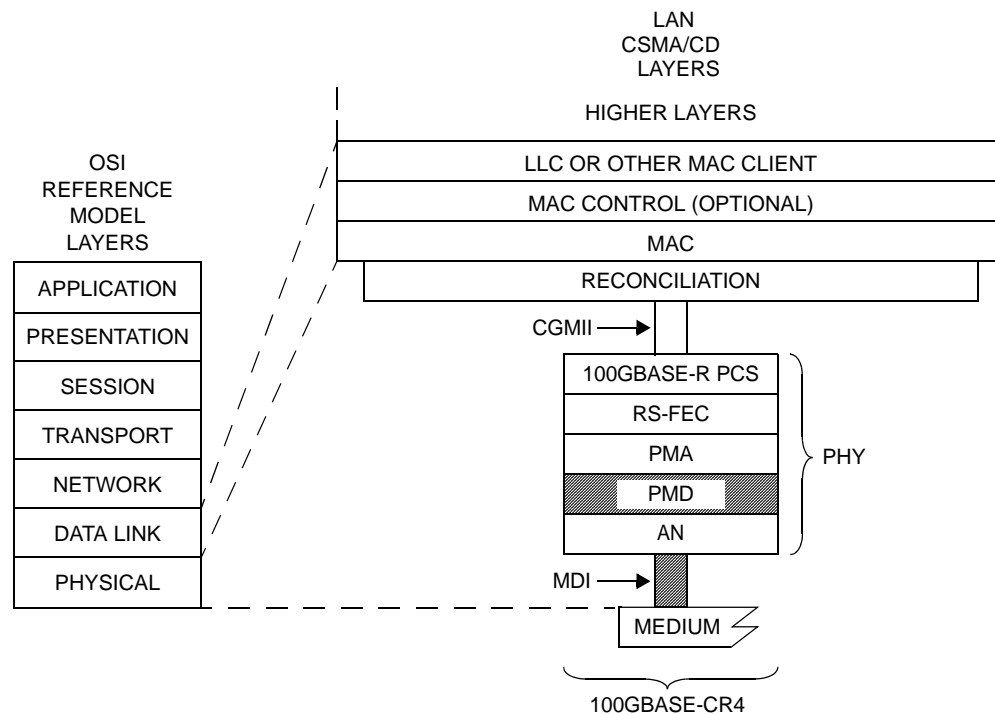 LAN
CSMA/CD
LAYERS
HIGHER LAYERS
OSI
REFERENCE
MODEL
LAYERS
LLC OR OTHER MAC CLIENT
MAC CONTROL (OPTIONAL)
MAC
RECONCILIATION
APPLICATION
PRESENTATION
SESSION
TRANSPORT
NETWORK
DATA LINK
PHYSICAL
CGMII
100GBASE-R PCS
RS-FEC
PMA
PMD
AN
PHY
MDI
MEDIUM
100GBASE-CR4